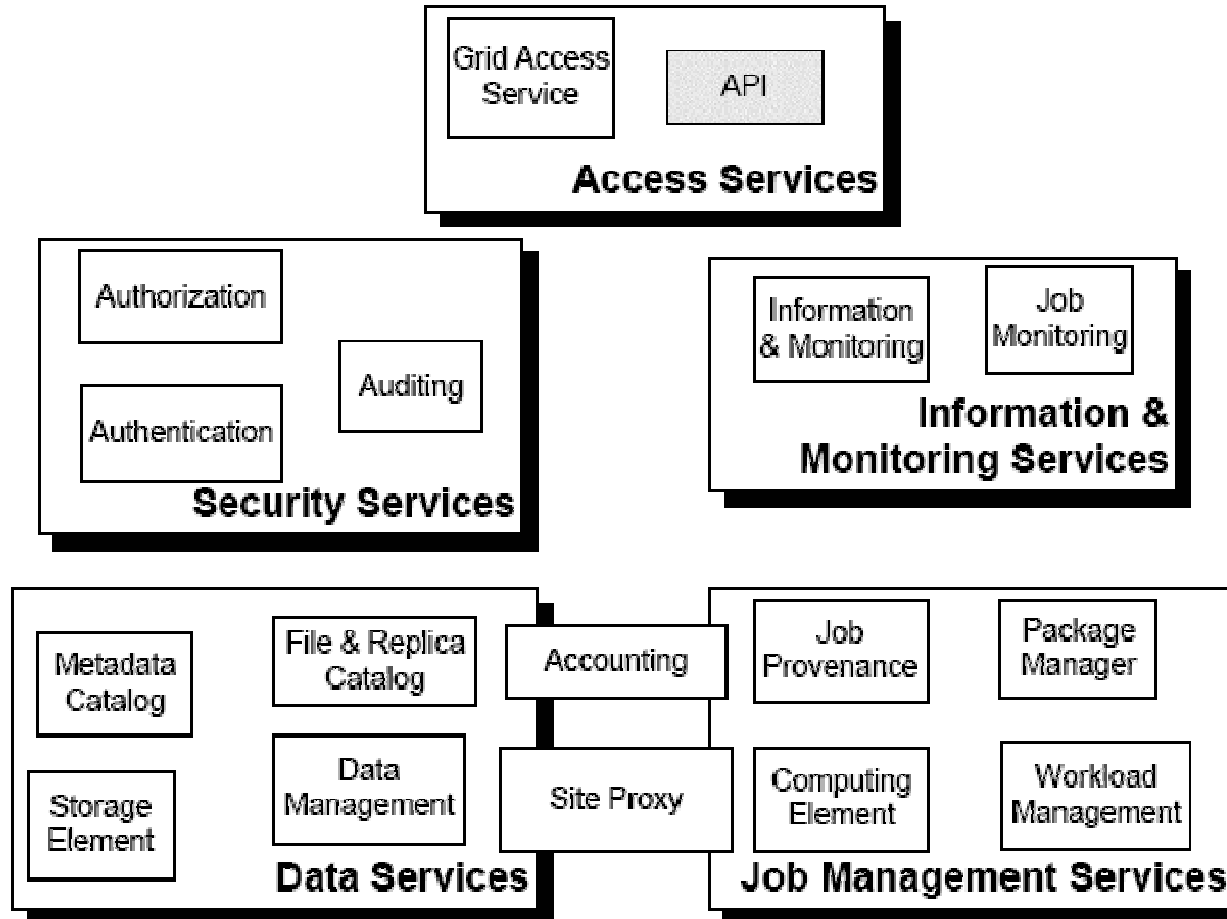 Grid Access
Service
API
Access Services
Authorization
Auditing
Authentication
Security Services
Information
& Monitoring
Job
Monitoring
Information &
Monitoring Services
Metadata
Catalog
File & Replica
Catalog
Storage
Element
Data
Management
Data Services
Accounting
Site Proxy
Job
Provenance
Package
Manager
Computing
Element
Workload
Management
Job Management Services